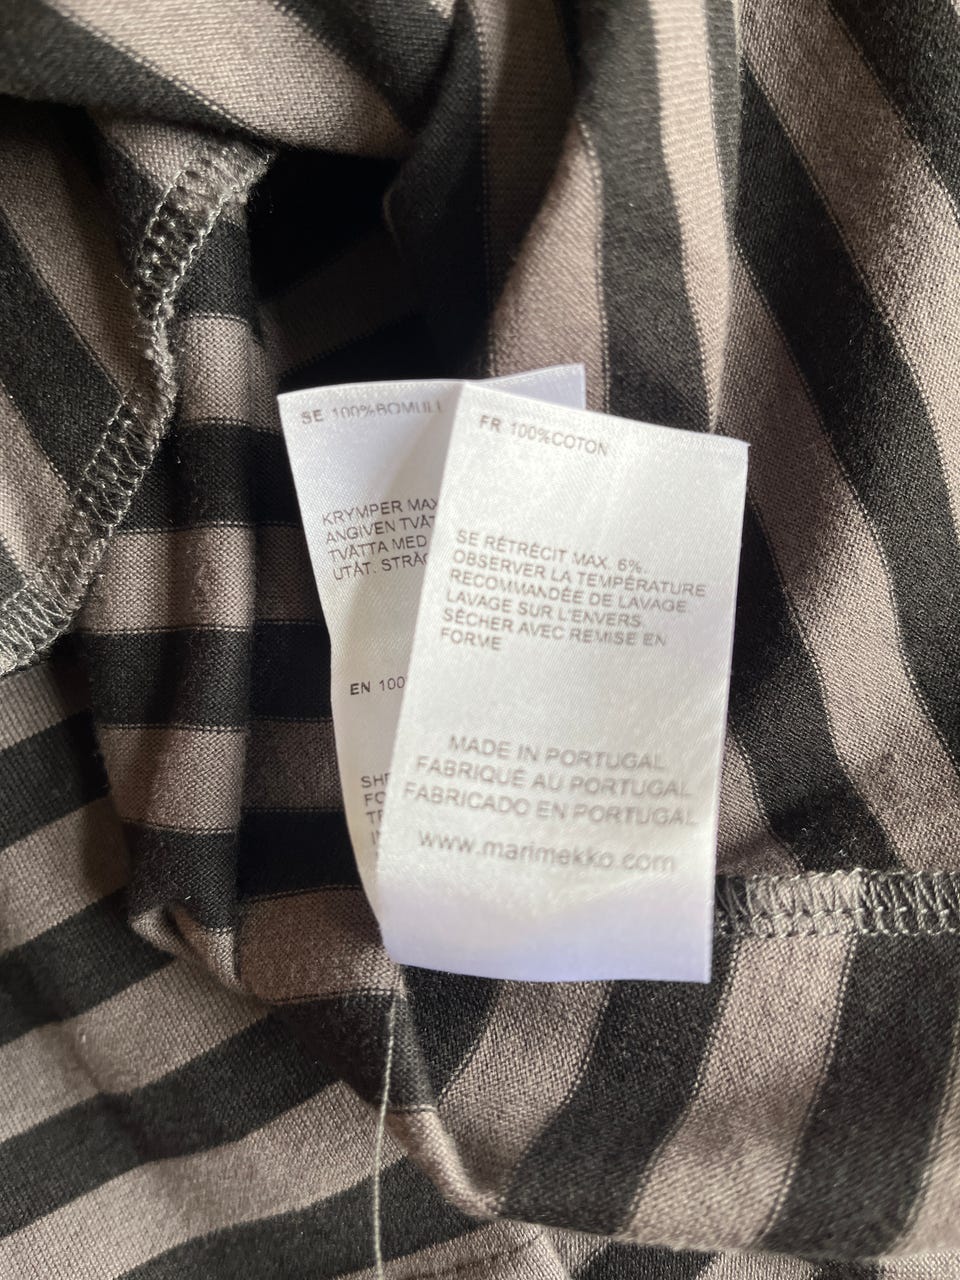 SE 100%BOMULL
KRYMPER MAX
ANGIVEN
TVÄTTA MED
UTÅT.
EN 100
FR 100%COTON
SE RÉTRÉCIT MAX. 6%.
OBSERVER LA TEMPÉRATURE
RECOMMANDÉE DE LAVAGE.
LAVAGE SUR L'ENVERS.
SÉCHER AVEC REMISE EN
FORME
MADE IN PORTUGAL
FABRIQUÉ AU PORTUGAL
FABRICADO EN PORTUGAL
www.marimekko.com